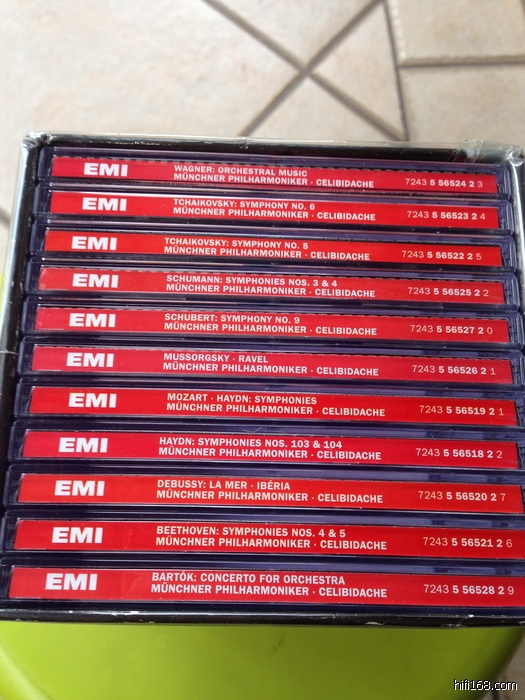 EMI
WAGNER: ORCHESTRAL MUSIC
MÜNCHNER PHILHARMONIKER · CELIBIDACHE
7243 5 56524 2 3
EMI
TCHAIKOVSKY: SYMPHONY NO. 6
MÜNCHNER PHILHARMONIKER · CELIBIDACHE
7243 5 56523 2 4
EMI
TCHAIKOVSKY: SYMPHONY NO. 5
MÜNCHNER PHILHARMONIKER · CELIBIDACHE
7243 5 56522 2 5
EMI
SCHUMANN: SYMPHONIES NOS. 3 & 4
MÜNCHNER PHILHARMONIKER · CELIBIDACHE
7243 5 56525 2 2
EMI
SCHUBERT: SYMPHONY NO. 9
MÜNCHNER PHILHARMONIKER · CELIBIDACHE
7243 5 56527 2 0
EMI
MUSSORGSKY · RAVEL
MÜNCHNER PHILHARMONIKER · CELIBIDACHE
7243 5 56526 2 1
EMI
MOZART · HAYDN: SYMPHONIES
MÜNCHNER PHILHARMONIKER · CELIBIDACHE
7243 5 56519 2 1
EMI
HAYDN: SYMPHONIES NOS. 103 & 104
MÜNCHNER PHILHARMONIKER · CELIBIDACHE
7243 5 56518 2 2
EMI
DEBUSSY: LA MER · IBÉRIA
MÜNCHNER PHILHARMONIKER · CELIBIDACHE
7243 5 56520 2 7
EMI
BEETHOVEN: SYMPHONIES NOS. 4 & 5
MÜNCHNER PHILHARMONIKER · CELIBIDACHE
7243 5 56521 2 6
EMI
BARTÓK: CONCERTO FOR ORCHESTRA
MÜNCHNER PHILHARMONIKER · CELIBIDACHE
7243 5 56528 2 9
hifi168.com